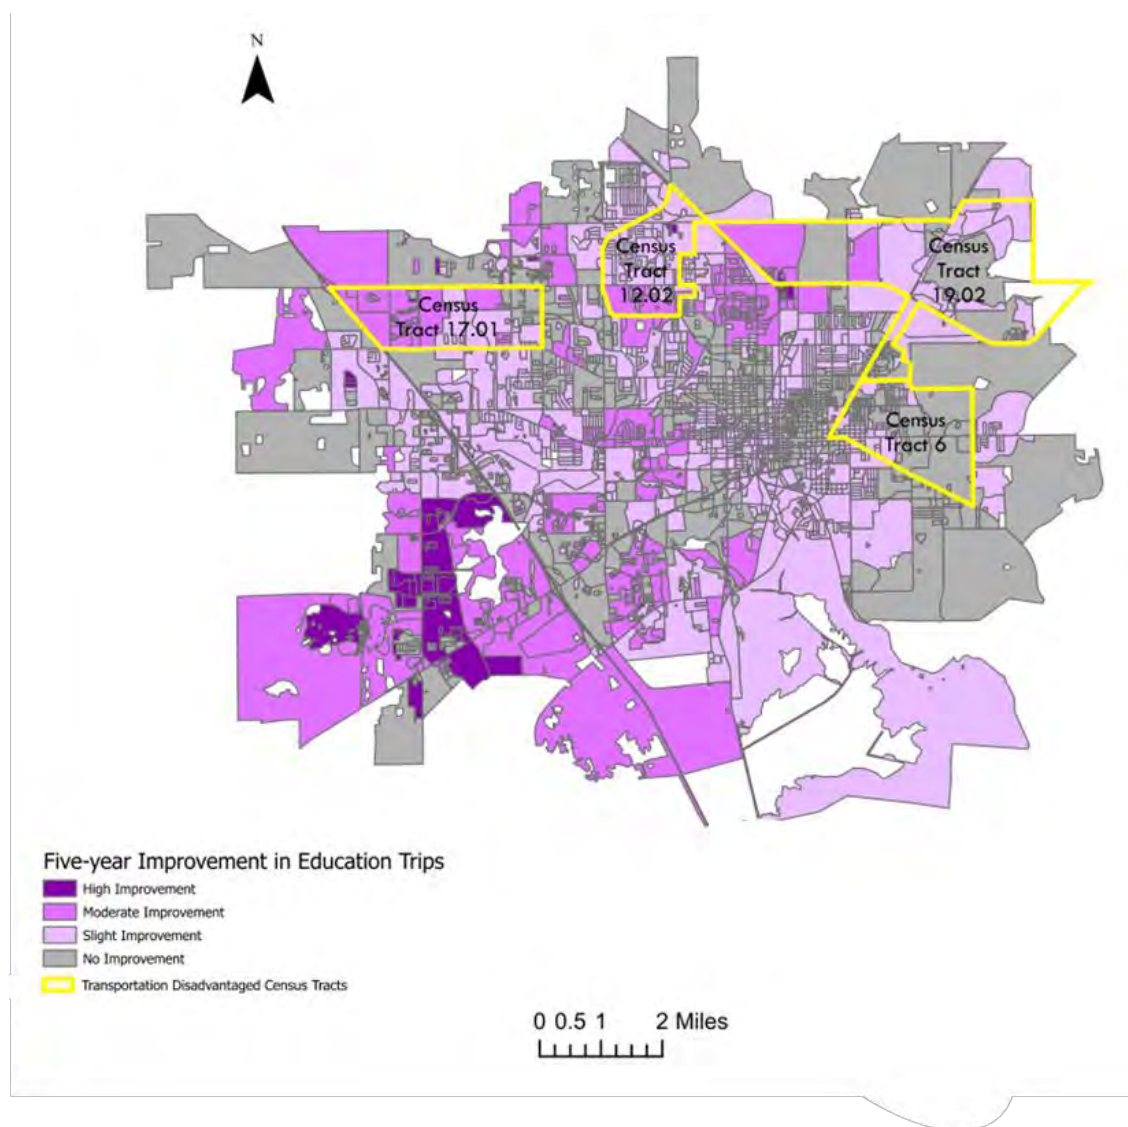 N
Census
Tract
12.02
Census
Tract
19.02
Census
Tract 17.01
Census
Tract 6
Five-year Improvement in Education Trips
High Improvement
Moderate Improvement
Slight Improvement
No Improvement
Transportation Disadvantaged Census Tracts
0 0.5 1 2 Miles